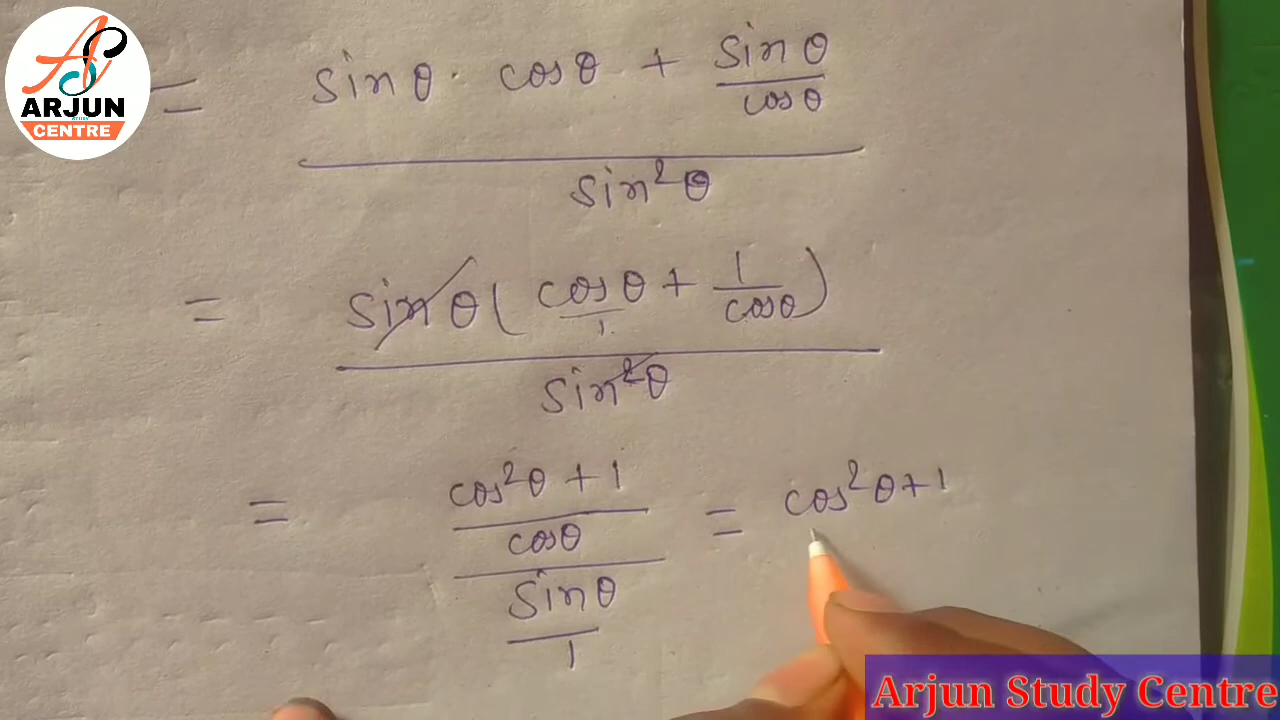 ARJUN
STUDY
CENTRE
= sinθ · cosθ + sinθ/cosθ
sin²θ
= sinθ ( cosθ/1 + 1/cosθ )
sin²θ
= cos²θ + 1 / cosθ = cos²θ + 1
sinθ / 1
Arjun Study Centre